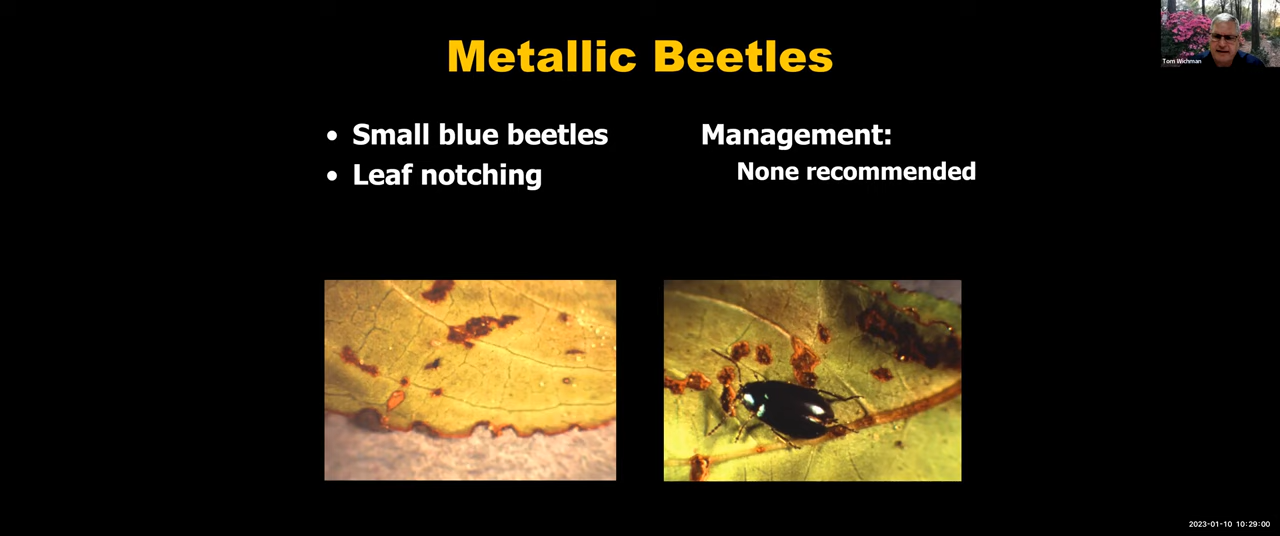 Metallic Beetles
• Small blue beetles
• Leaf notching
Management:
None recommended
Tom Wichman
2023-01-10 10:29:00